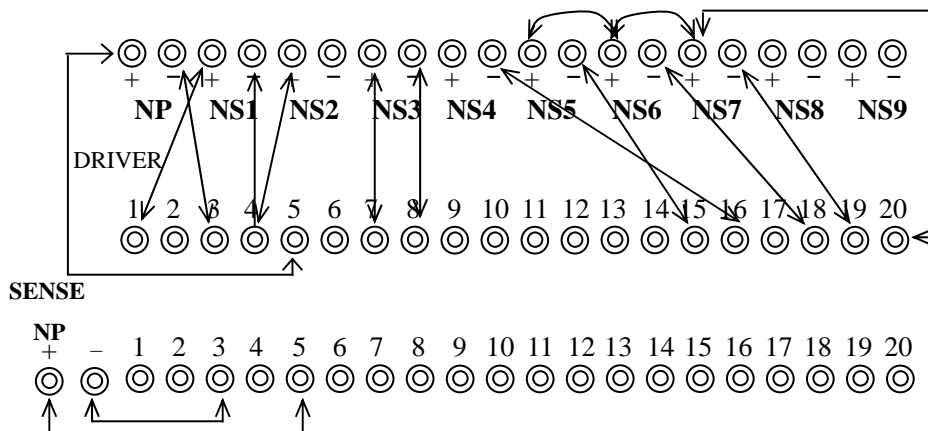 + − + − + − + − + − + − + − + − + − + −
NP NS1 NS2 NS3 NS4 NS5 NS6 NS7 NS8 NS9
DRIVER
1 2 3 4 5 6 7 8 9 10 11 12 13 14 15 16 17 18 19 20
SENSE
NP
+ − 1 2 3 4 5 6 7 8 9 10 11 12 13 14 15 16 17 18 19 20